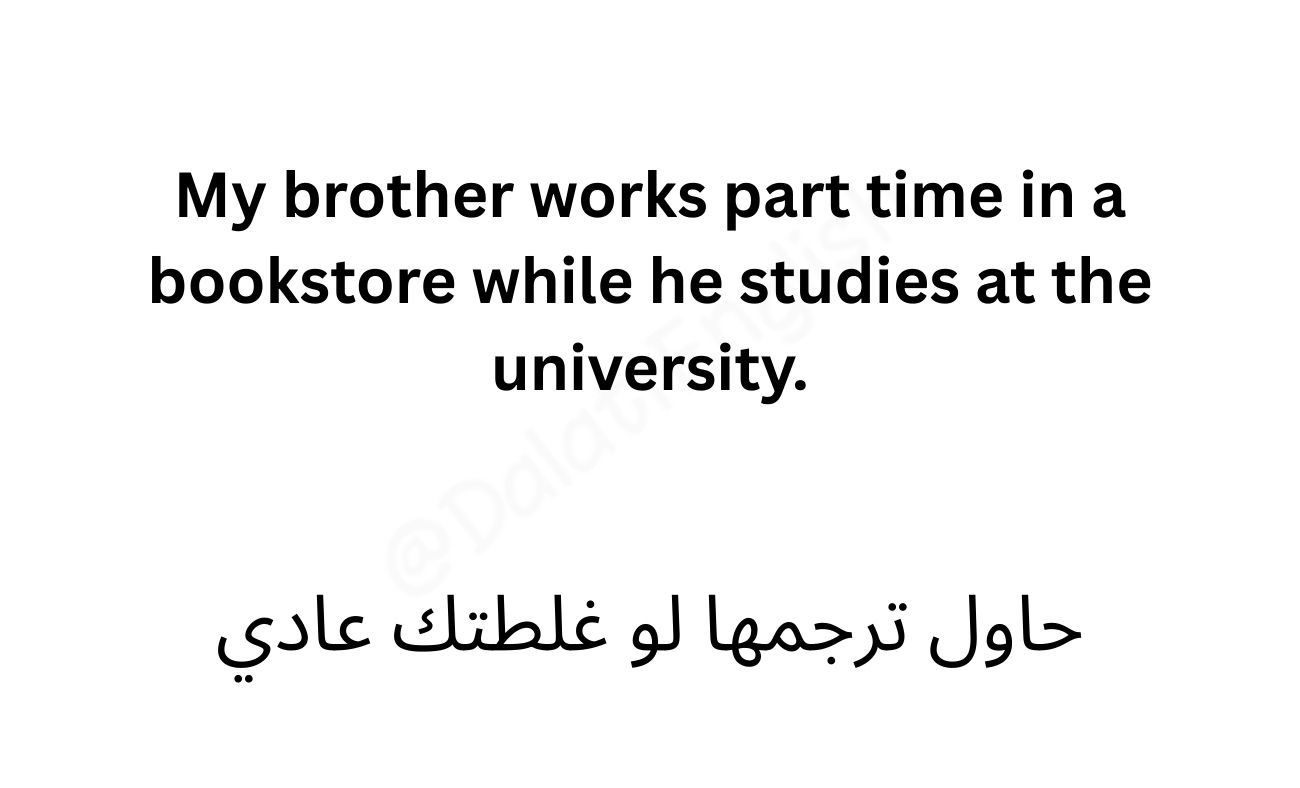 My brother works part time in a
bookstore while he studies at the
university.
@DalatEnglish
حاول ترجمها لو غلطتك عادي